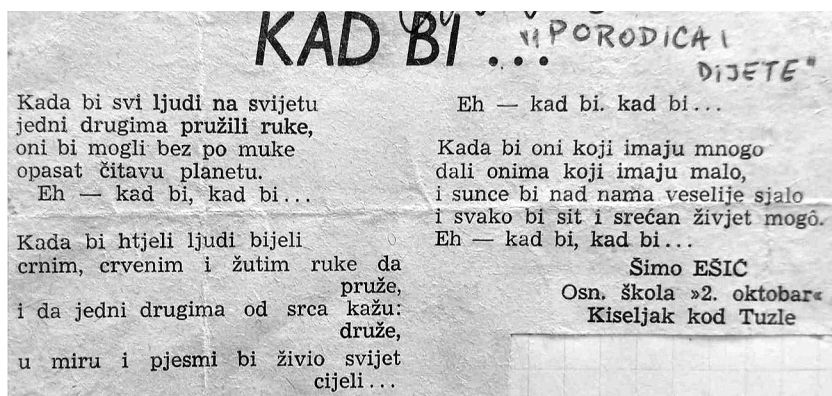 KAD BI ...
"PORODICA I
DIJETE"
Kada bi svi ljudi na svijetu
jedni drugima pružili ruke,
oni bi mogli bez po muke
opasat čitavu planetu.
Eh — kad bi, kad bi...
Kada bi htjeli ljudi bijeli
crnim, crvenim i žutim ruke da
pruže,
i da jedni drugima od srca kažu:
druže,
u miru i pjesmi bi živio svijet
cijeli...
Eh — kad bi. kad bi...
Kada bi oni koji imaju mnogo
dali onima koji imaju malo,
i sunce bi nad nama veselije sjalo
i svako bi sit i srećan živjet mogô.
Eh — kad bi, kad bi...
Šimo EŠIĆ
Osn. škola »2. oktobar«
Kiseljak kod Tuzle